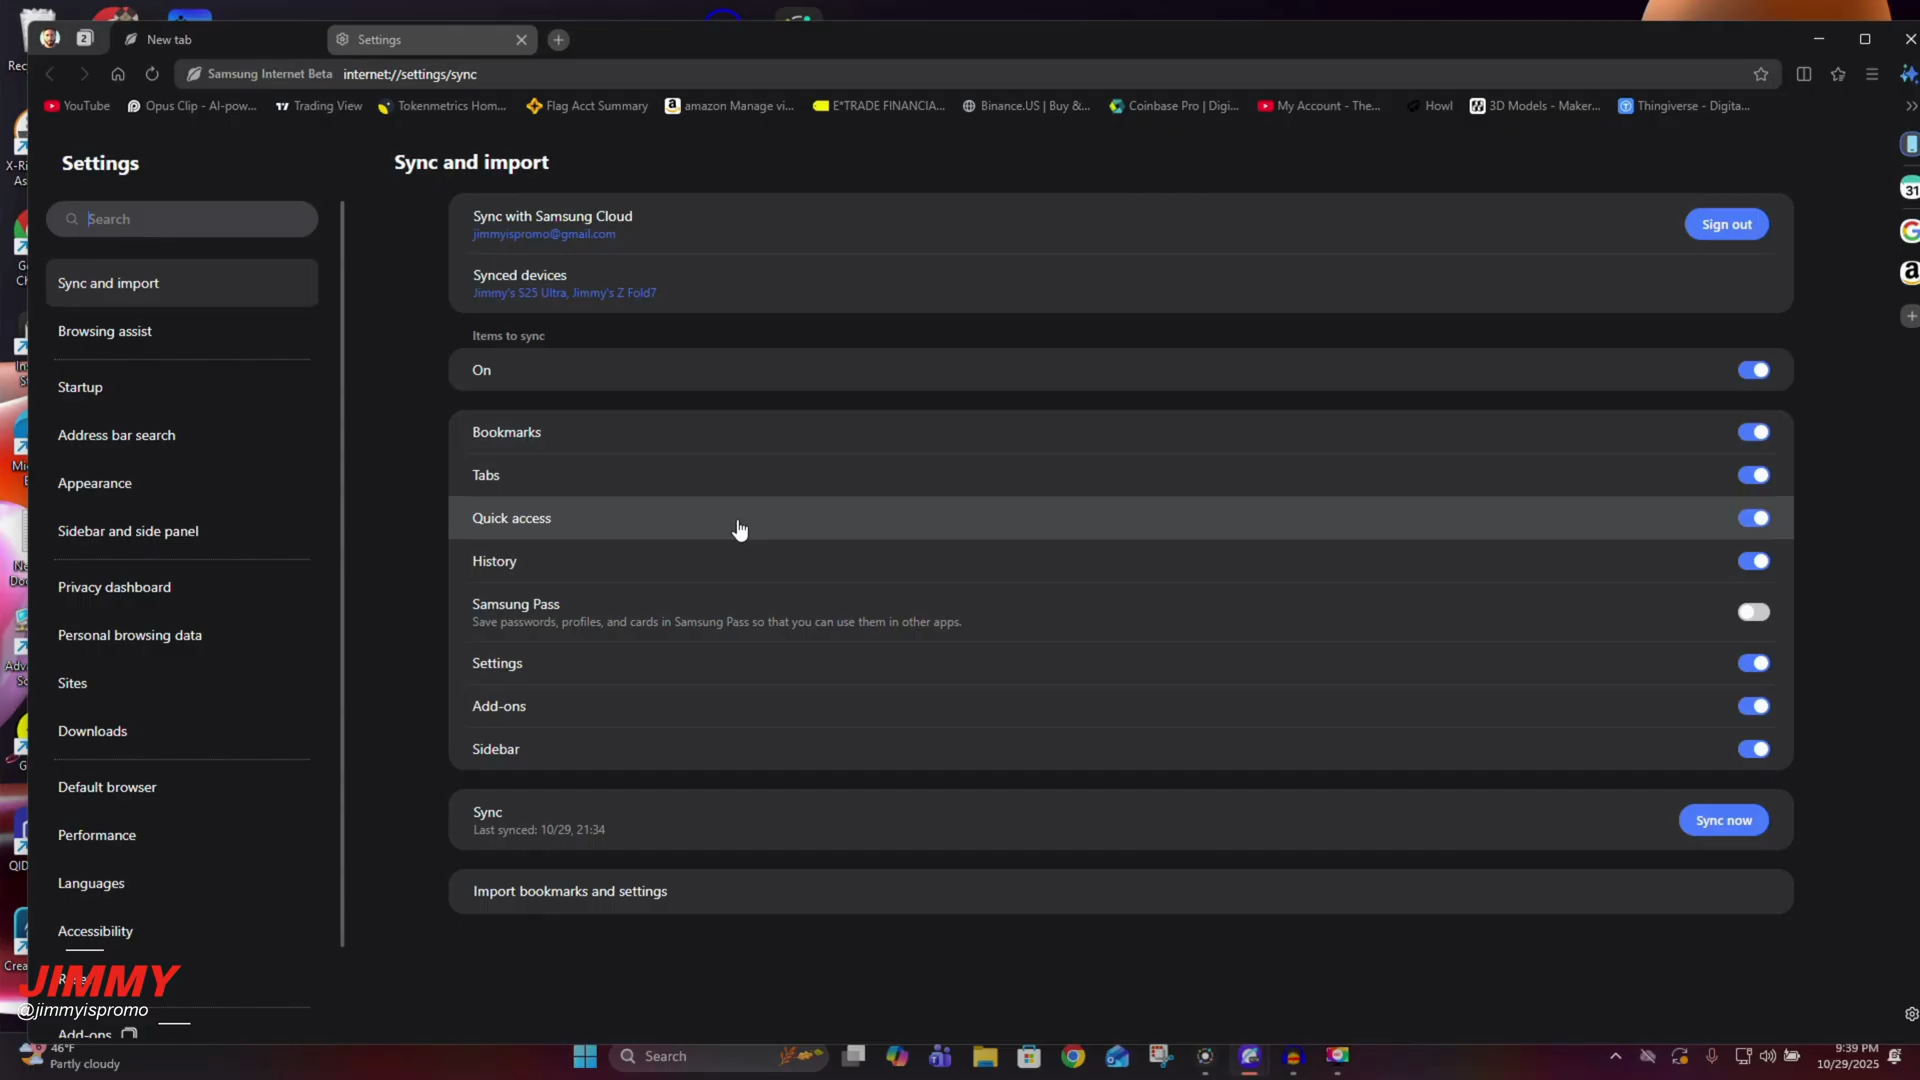 2
New tab
Settings
Samsung Internet Beta internet://settings/sync
YouTube
Opus Clip - AI-pow...
Trading View
Tokenmetrics Hom...
Flag Acct Summary
amazon Manage vi...
E*TRADE FINANCIA...
Binance.US | Buy &...
Coinbase Pro | Digi...
My Account - The...
Howl
3D Models - Maker...
Thingiverse - Digita...
Settings
Search
Sync and import
Browsing assist
Startup
Address bar search
Appearance
Sidebar and side panel
Privacy dashboard
Personal browsing data
Sites
Downloads
Default browser
Performance
Languages
Accessibility
Add-ons
Sync and import
Sync with Samsung Cloud
jimmyispromo@gmail.com
Sign out
Synced devices
Jimmy's S25 Ultra, Jimmy's Z Fold7
Items to sync
On
Bookmarks
Tabs
Quick access
History
Samsung Pass
Save passwords, profiles, and cards in Samsung Pass so that you can use them in other apps.
Settings
Add-ons
Sidebar
Sync
Last synced: 10/29, 21:34
Sync now
Import bookmarks and settings
31
JIMMY
@jimmyispromo
46°F
Partly cloudy
Search
9:39 PM
10/29/2025